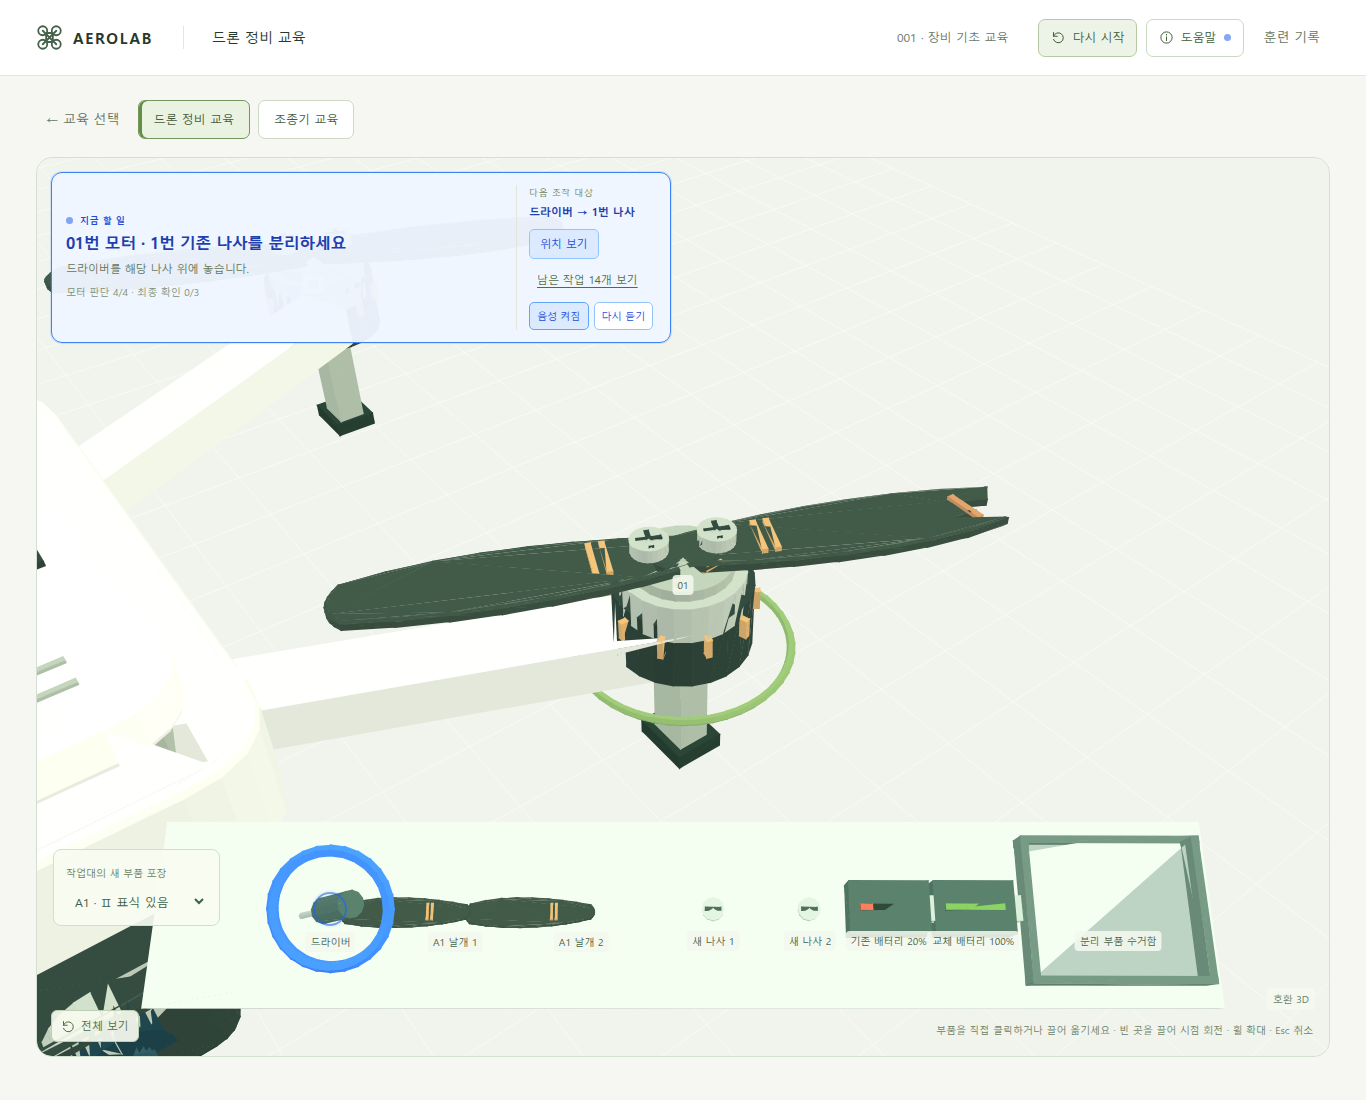 AEROLAB
드론 정비 교육
001 · 장비 기초 교육
다시 시작
도움말
훈련 기록
← 교육 선택
드론 정비 교육
조종기 교육
지금 할 일
01번 모터 · 1번 기존 나사를 분리하세요
드라이버를 해당 나사 위에 놓습니다.
모터 판단 4/4 · 최종 확인 0/3
다음 조작 대상
드라이버 → 1번 나사
위치 보기
남은 작업 14개 보기
음성 켜짐
다시 듣기
01
작업대의 새 부품 포장
A1 · II 표식 있음
드라이버
A1 날개 1
A1 날개 2
새 나사 1
새 나사 2
기존 배터리 20%
교체 배터리 100%
분리 부품 수거함
호환 3D
전체 보기
부품을 직접 클릭하거나 끌어 옮기세요 · 빈 곳을 끌어 시점 회전 · 휠 확대 · Esc 취소